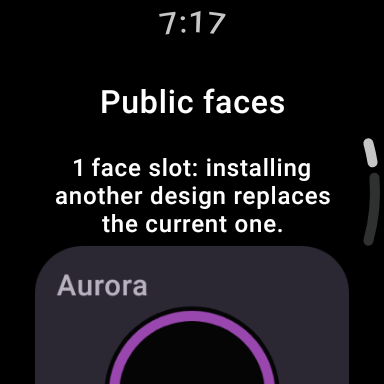 7:17
Public faces
1 face slot: installing
another design replaces
the current one.
Aurora